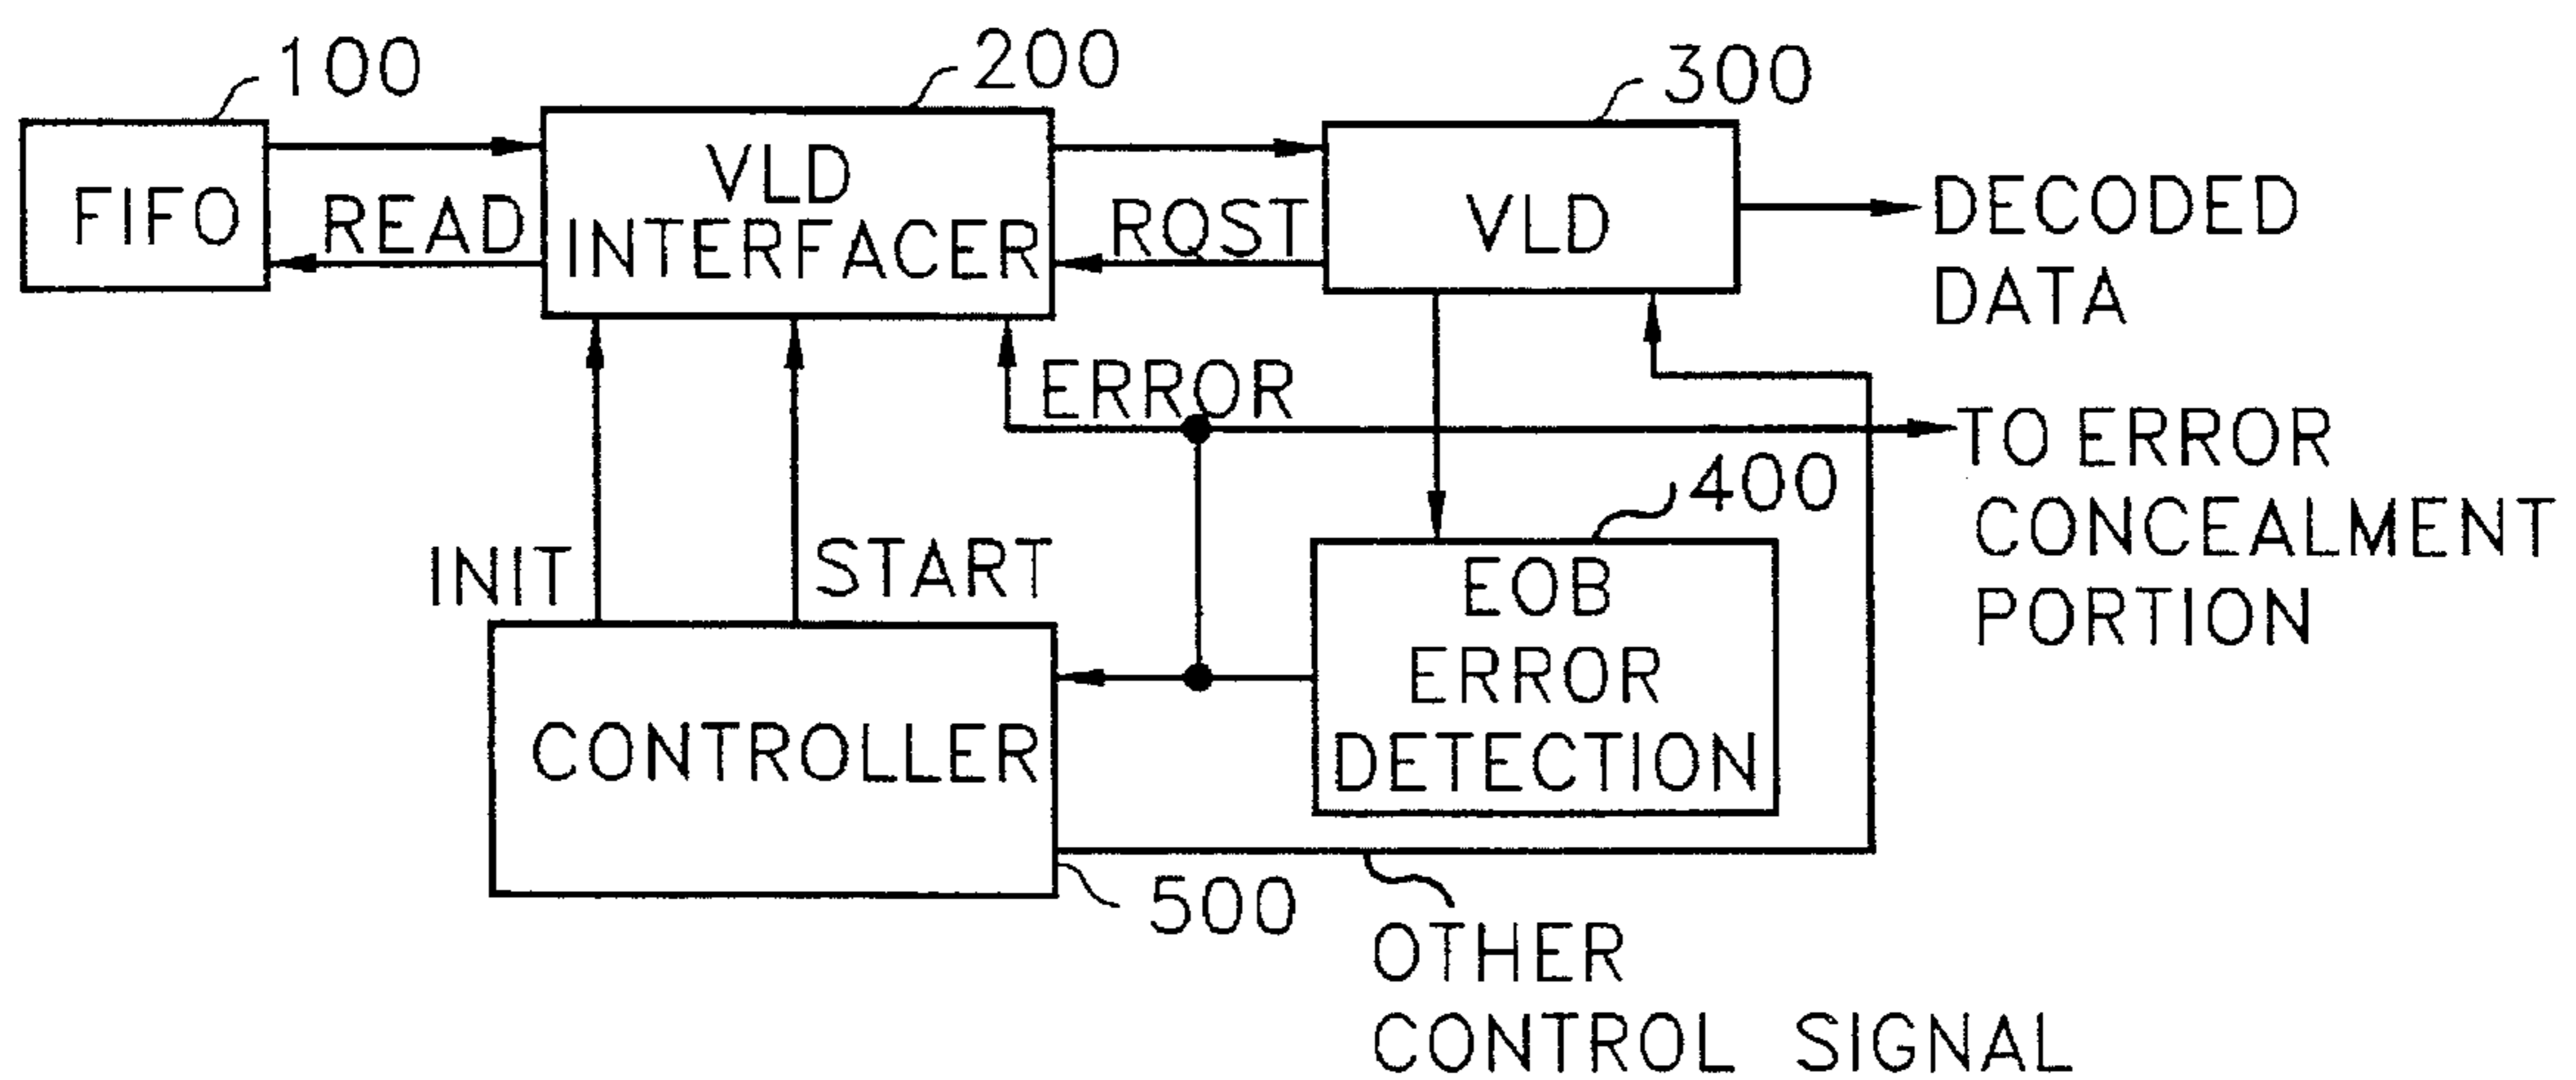 100
200
300
FIFO
READ
VLD
INTERFACER
RQST
VLD
DECODED
DATA
ERROR
TO ERROR
CONCEALMENT
PORTION
INIT
START
400
EOB
ERROR
DETECTION
CONTROLLER
500
OTHER
CONTROL SIGNAL